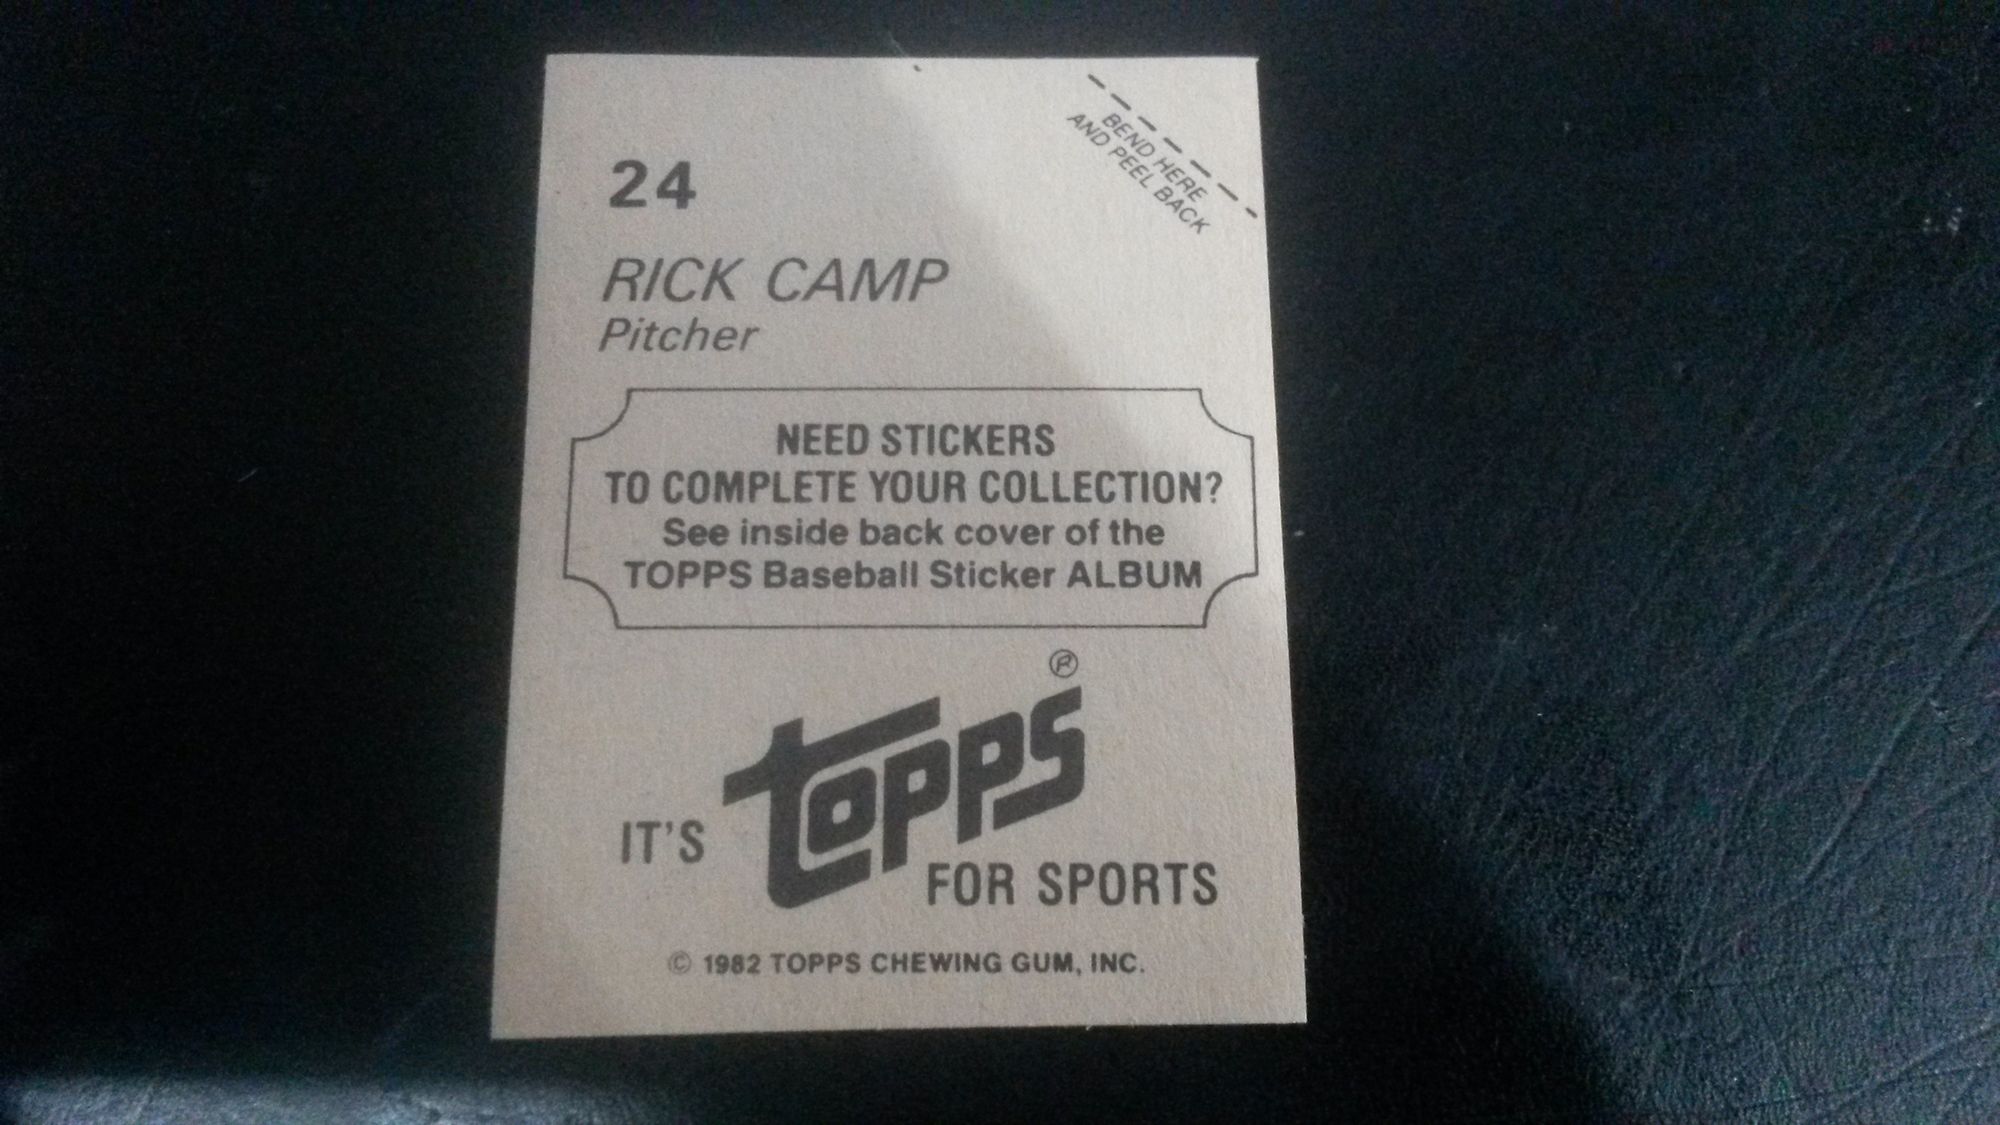 BEND HERE
AND PEEL BACK
24
RICK CAMP
Pitcher
NEED STICKERS
TO COMPLETE YOUR COLLECTION?
See inside back cover of the
TOPPS Baseball Sticker ALBUM
IT'S TOPPS ® FOR SPORTS
© 1982 TOPPS CHEWING GUM, INC.